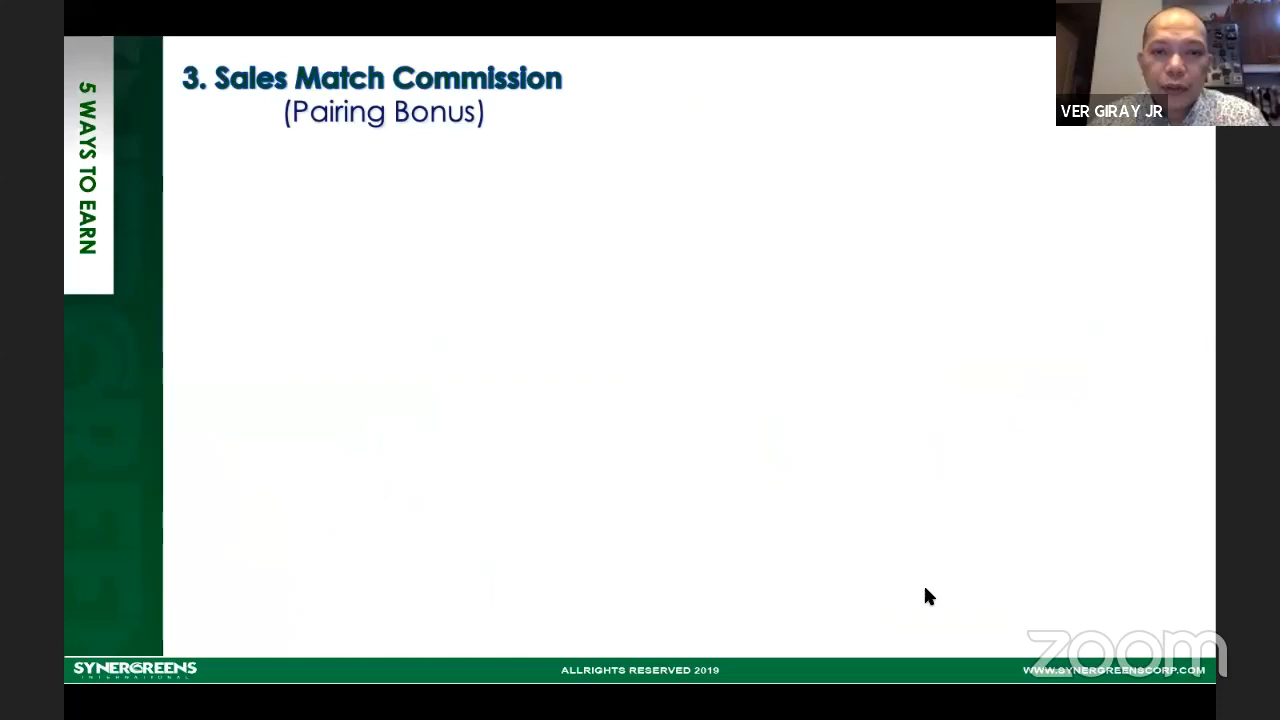 5 WAYS TO EARN
3. Sales Match Commission
(Pairing Bonus)
VER GIRAY JR
SYNERGREENS
INTERNATIONAL
ALLRIGHTS RESERVED 2019
WWW.SYNERGREENSCORP.COM
zoom